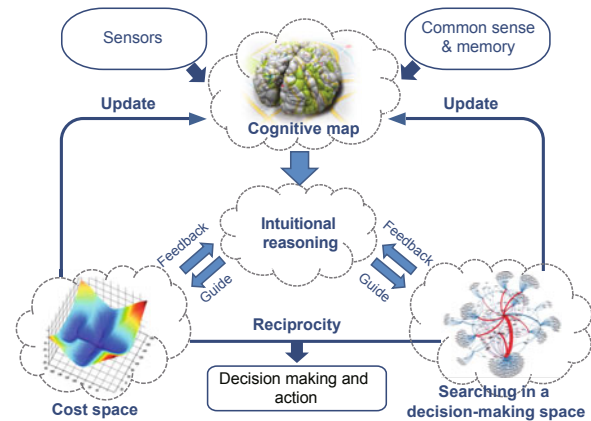 Sensors
Common sense
& memory
Update
Update
Cognitive map
Intuitional
reasoning
Feedback
Guide
Feedback
Guide
Reciprocity
Decision making and
action
Cost space
Searching in a
decision-making space